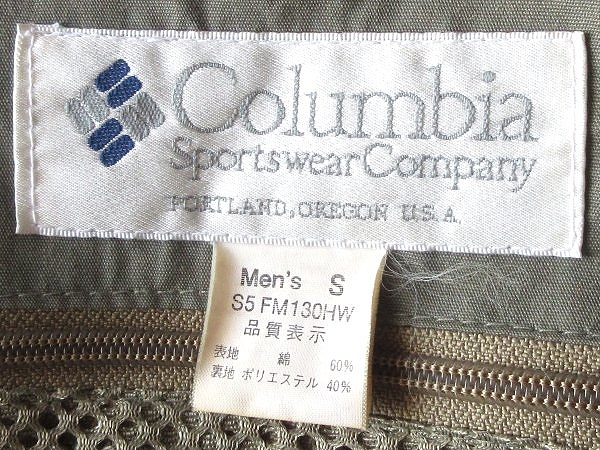 Columbia
Sportswear Company
PORTLAND, OREGON U.S.A.
Men's S
S5 FM130HW
品質表示
表地 綿 60%
裏地 ポリエステル 40%